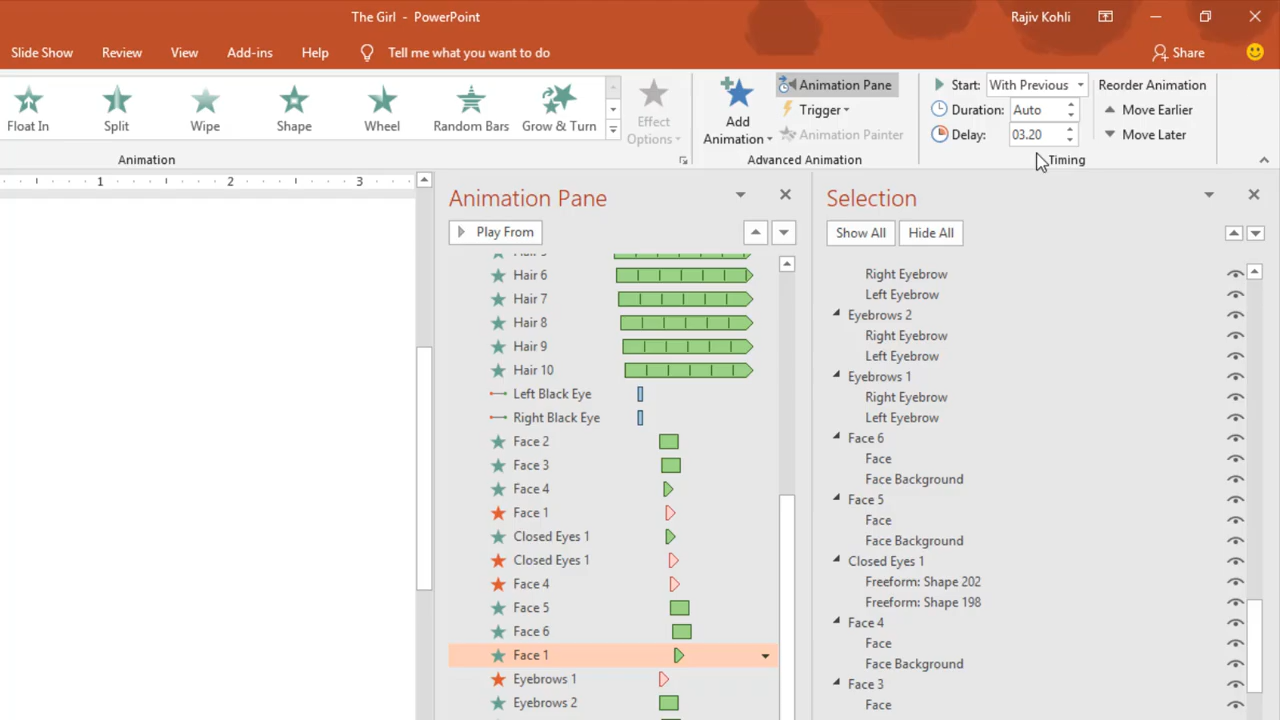 The Girl - PowerPoint
Rajiv Kohli
Slide Show Review View Add-ins Help Tell me what you want to do
Share
Float In Split Wipe Shape Wheel Random Bars Grow & Turn
Effect Options
Add Animation
Animation Pane
Trigger
Animation Painter
Start: With Previous
Duration: Auto
Delay: 03.20
Reorder Animation
Move Earlier
Move Later
Animation
Advanced Animation
Timing
1 2 3
Animation Pane
Play From
Hair 6
Hair 7
Hair 8
Hair 9
Hair 10
Left Black Eye
Right Black Eye
Face 2
Face 3
Face 4
Face 1
Closed Eyes 1
Closed Eyes 1
Face 4
Face 5
Face 6
Face 1
Eyebrows 1
Eyebrows 2
Selection
Show All Hide All
Right Eyebrow
Left Eyebrow
Eyebrows 2
Right Eyebrow
Left Eyebrow
Eyebrows 1
Right Eyebrow
Left Eyebrow
Face 6
Face
Face Background
Face 5
Face
Face Background
Closed Eyes 1
Freeform: Shape 202
Freeform: Shape 198
Face 4
Face
Face Background
Face 3
Face